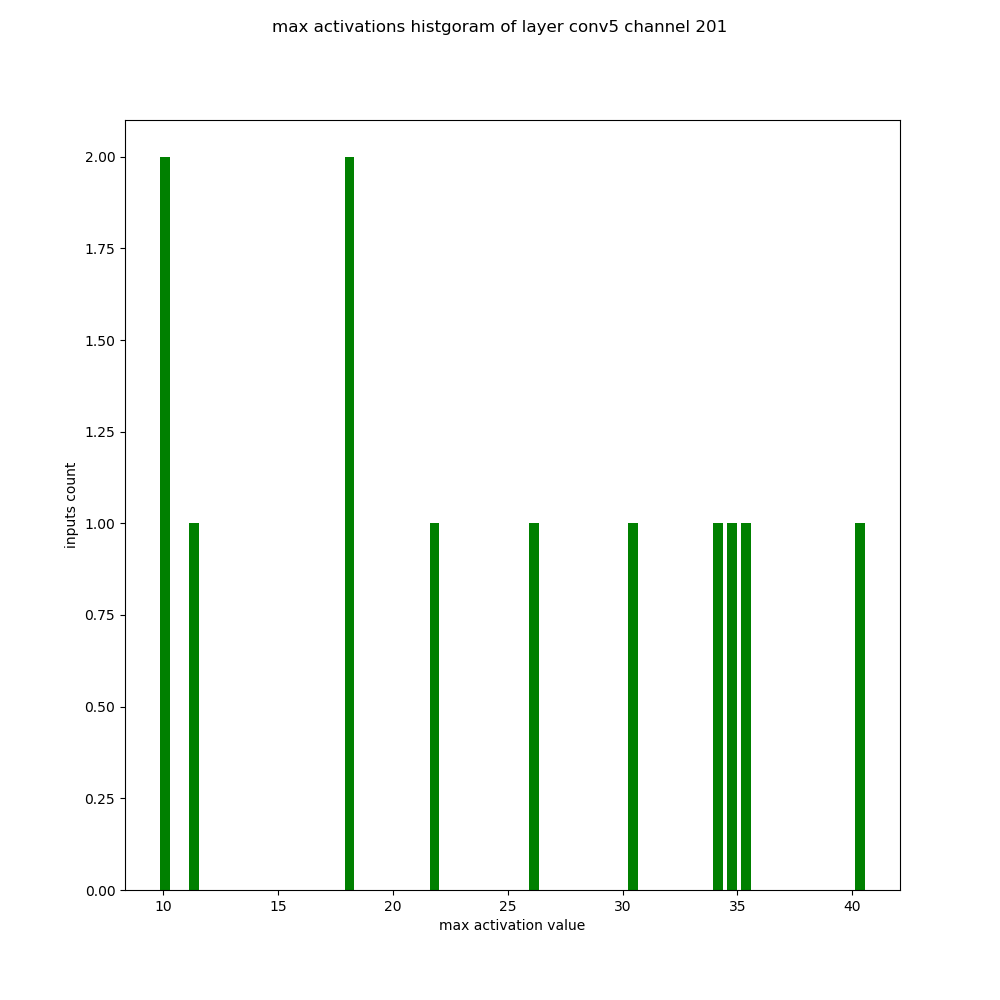 max activations histgoram of layer conv5 channel 201
2.00
1.75
1.50
1.25
1.00
0.75
0.50
0.25
0.00
inputs count
10 15 20 25 30 35 40
max activation value